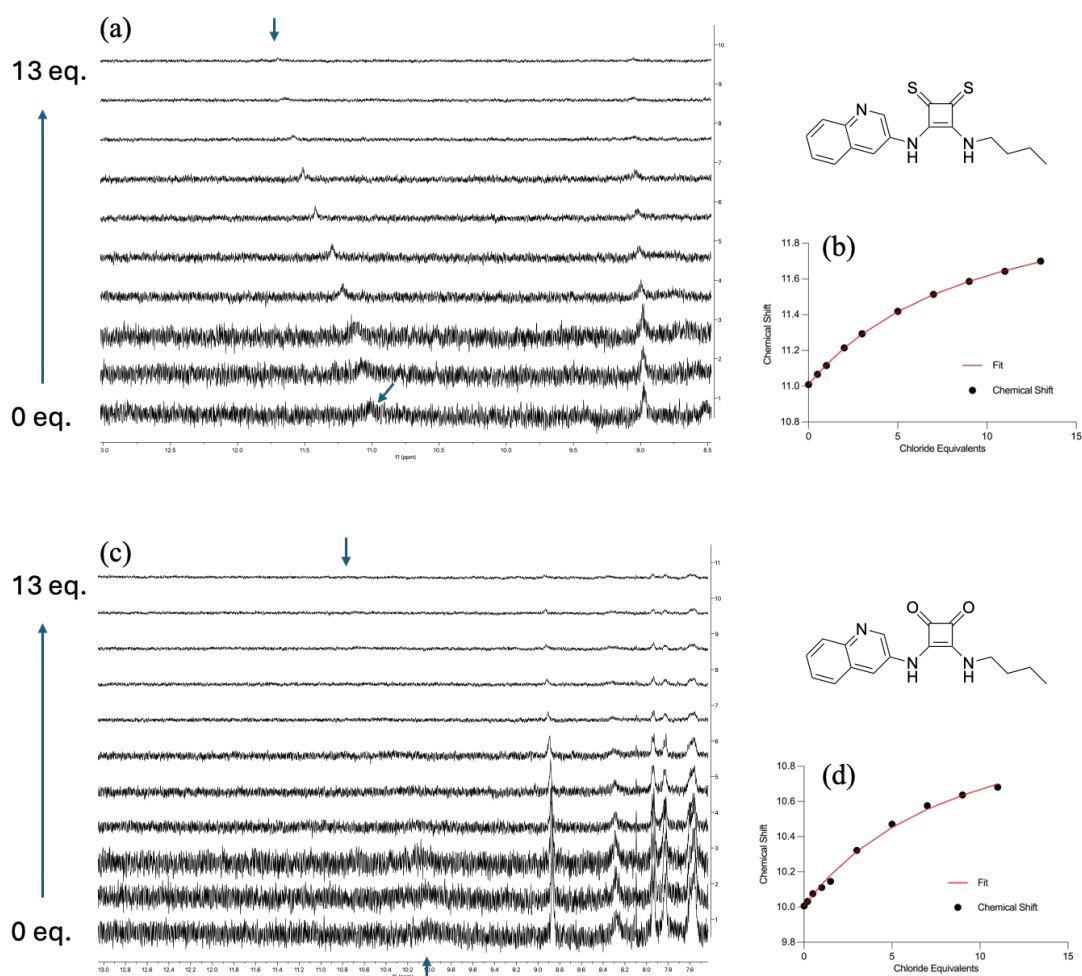 (a)
13 eq.
0 eq.
10
9
8
7
6
5
4
3
2
1
3.0 12.5 12.0 11.5 11.0 10.5 10.0 9.5 9.0 8.5
f1 (ppm)
S S
N
N
H
N
H
(b)
11.8
11.6
11.4
11.2
11.0
10.8
Chemical Shift
Fit
Chemical Shift
0 5 10 15
Chloride Equivalents
(c)
13 eq.
0 eq.
11
10
9
8
7
6
5
4
3
2
1
13.0 12.8 12.6 12.4 12.2 12.0 11.8 11.6 11.4 11.2 11.0 10.8 10.6 10.4 10.2 10.0 9.8 9.6 9.4 9.2 9.0 8.8 8.6 8.4 8.2 8.0 7.8 7.6
O O
N
N
H
N
H
(d)
10.8
10.6
10.4
10.2
10.0
9.8
Chemical Shift
Fit
Chemical Shift
0 5 10 15
Chloride Equivalents